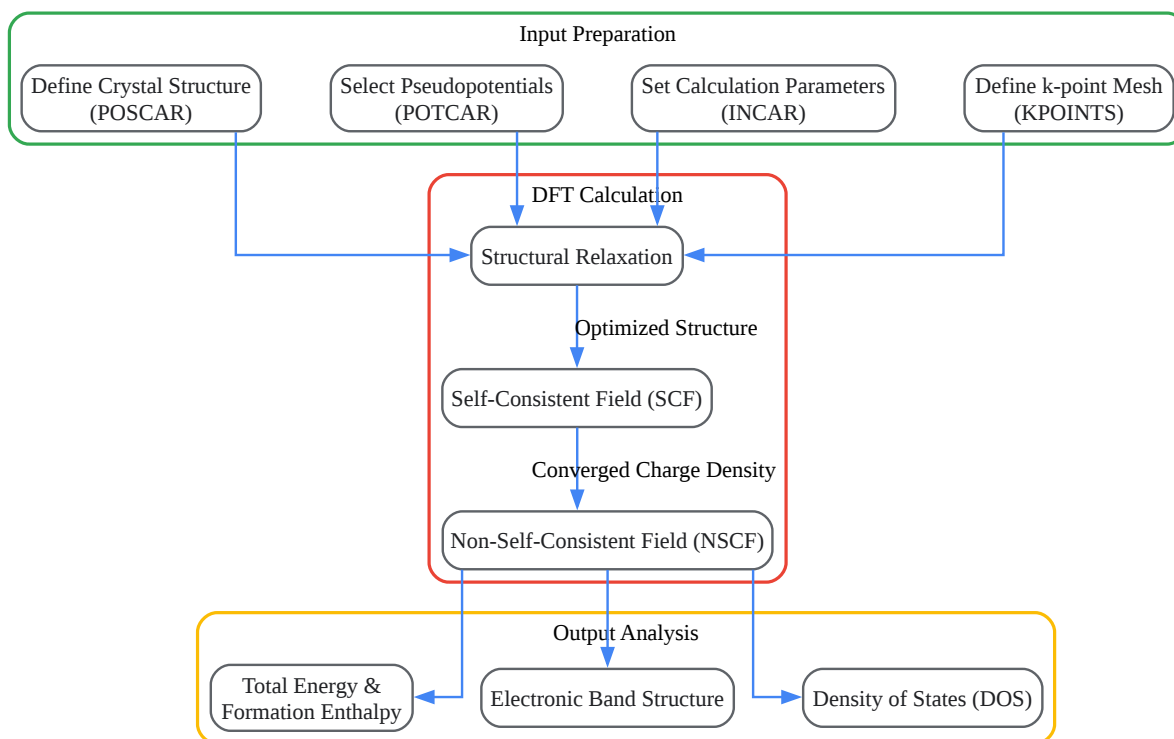 Input Preparation
Define Crystal Structure
(POSCAR)
Select Pseudopotentials
(POTCAR)
Set Calculation Parameters
(INCAR)
Define k-point Mesh
(KPOINTS)
DFT Calculation
Structural Relaxation
Optimized Structure
Self-Consistent Field (SCF)
Converged Charge Density
Non-Self-Consistent Field (NSCF)
Output Analysis
Total Energy &
Formation Enthalpy
Electronic Band Structure
Density of States (DOS)